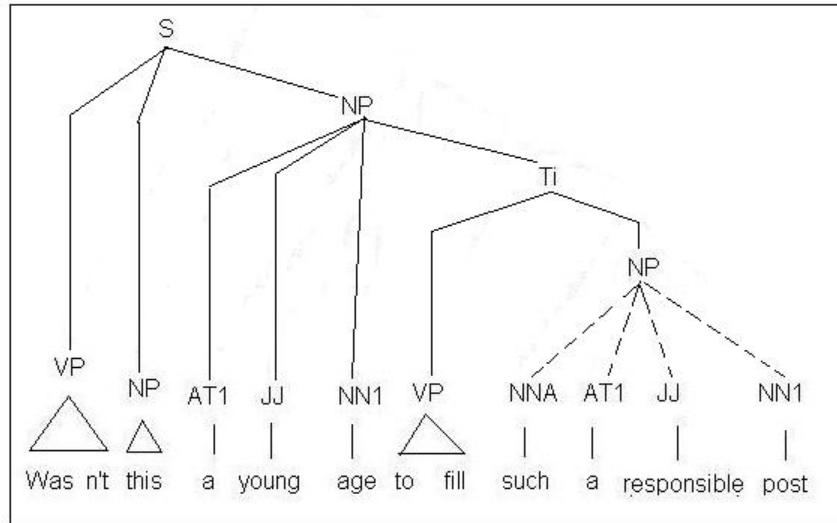 S
NP
Ti
NP
VP
NP AT1 JJ NN1 VP NNA AT1 JJ NN1
Was n't this a young age to fill such a responsible post